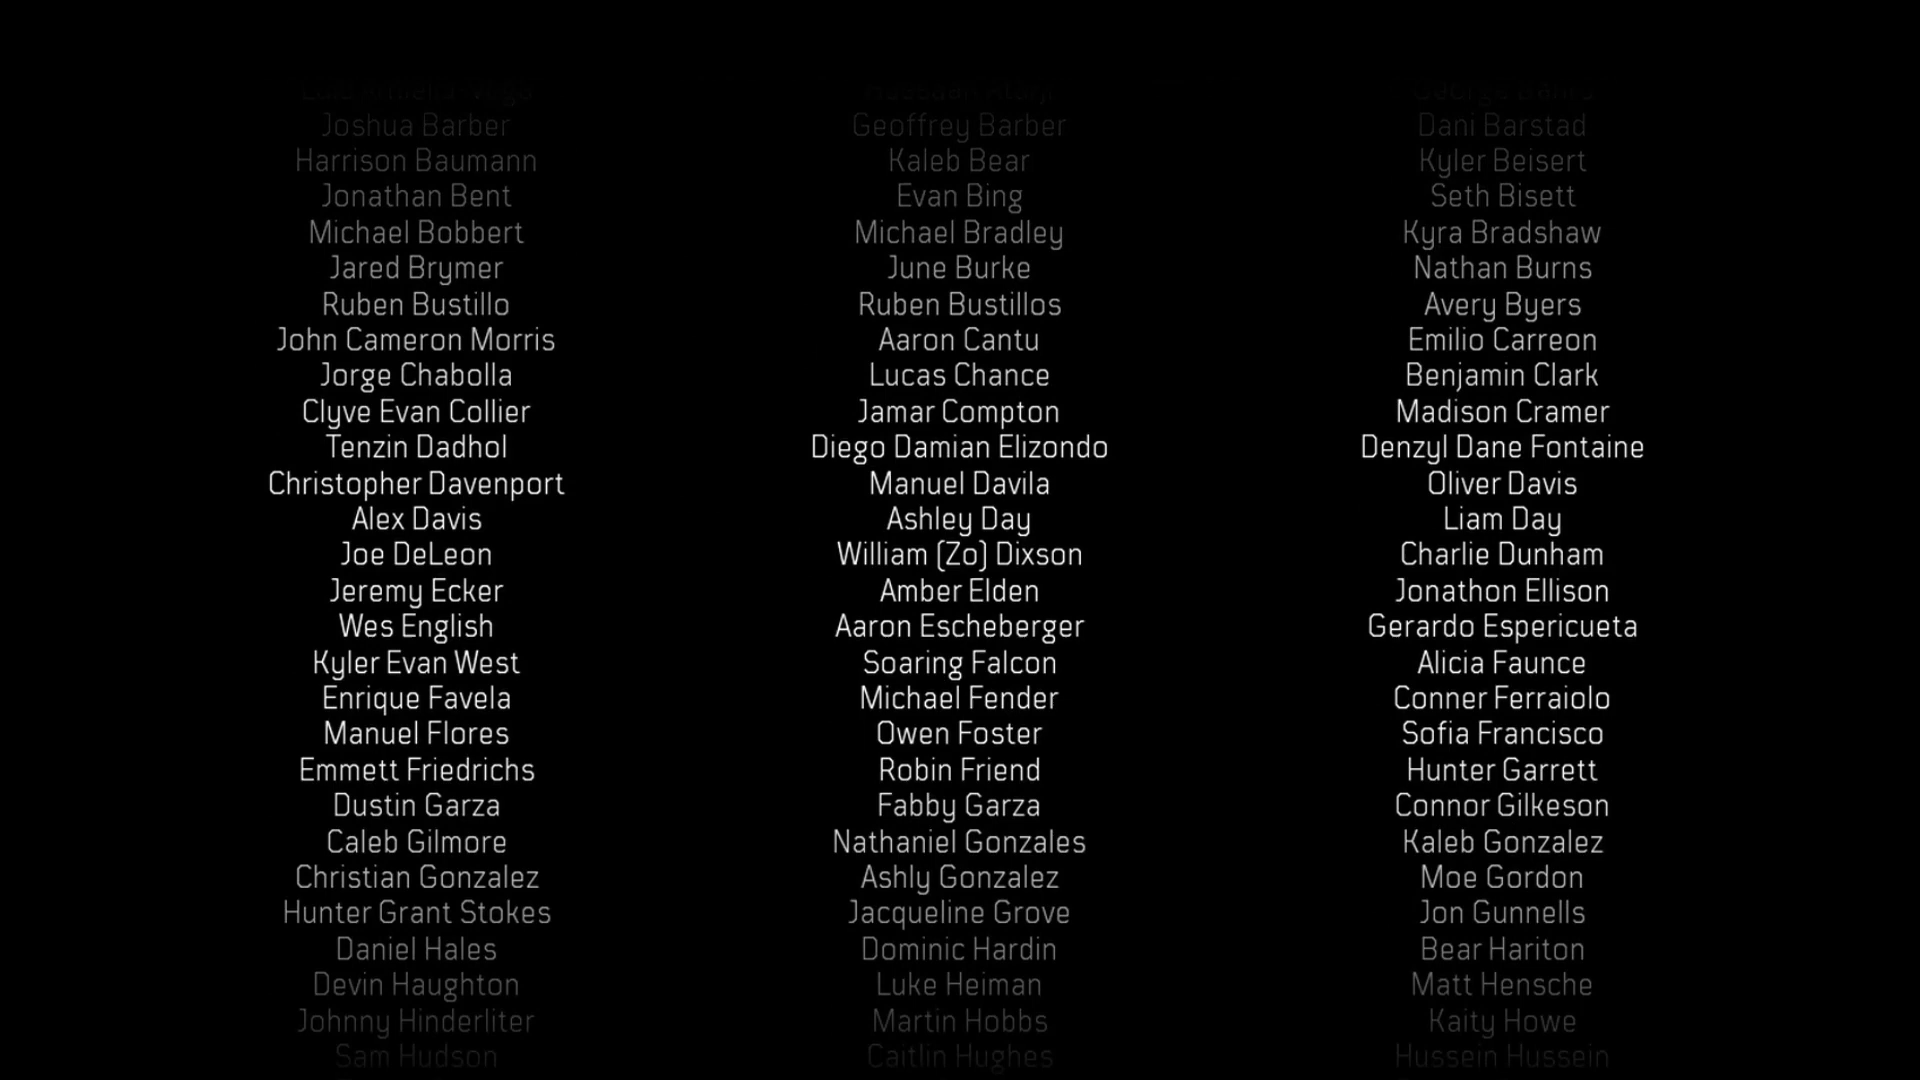 Joshua Barber Geoffrey Barber Dani Barstad
Harrison Baumann Kaleb Bear Kyler Beisert
Jonathan Bent Evan Bing Seth Bisett
Michael Bobbert Michael Bradley Kyra Bradshaw
Jared Brymer June Burke Nathan Burns
Ruben Bustillo Ruben Bustillos Avery Byers
John Cameron Morris Aaron Cantu Emilio Carreon
Jorge Chabolla Lucas Chance Benjamin Clark
Clyve Evan Collier Jamar Compton Madison Cramer
Tenzin Dadhol Diego Damian Elizondo Denzyl Dane Fontaine
Christopher Davenport Manuel Davila Oliver Davis
Alex Davis Ashley Day Liam Day
Joe DeLeon William (Zo) Dixson Charlie Dunham
Jeremy Ecker Amber Elden Jonathon Ellison
Wes English Aaron Escheberger Gerardo Espericueta
Kyler Evan West Soaring Falcon Alicia Faunce
Enrique Favela Michael Fender Conner Ferraiolo
Manuel Flores Owen Foster Sofia Francisco
Emmett Friedrichs Robin Friend Hunter Garrett
Dustin Garza Fabby Garza Connor Gilkeson
Caleb Gilmore Nathaniel Gonzales Kaleb Gonzalez
Christian Gonzalez Ashly Gonzalez Moe Gordon
Hunter Grant Stokes Jacqueline Grove Jon Gunnells
Daniel Hales Dominic Hardin Bear Hariton
Devin Haughton Luke Heiman Matt Hensche
Johnny Hinderliter Martin Hobbs Kaity Howe
Sam Hudson Caitlin Hughes Hussein Hussein